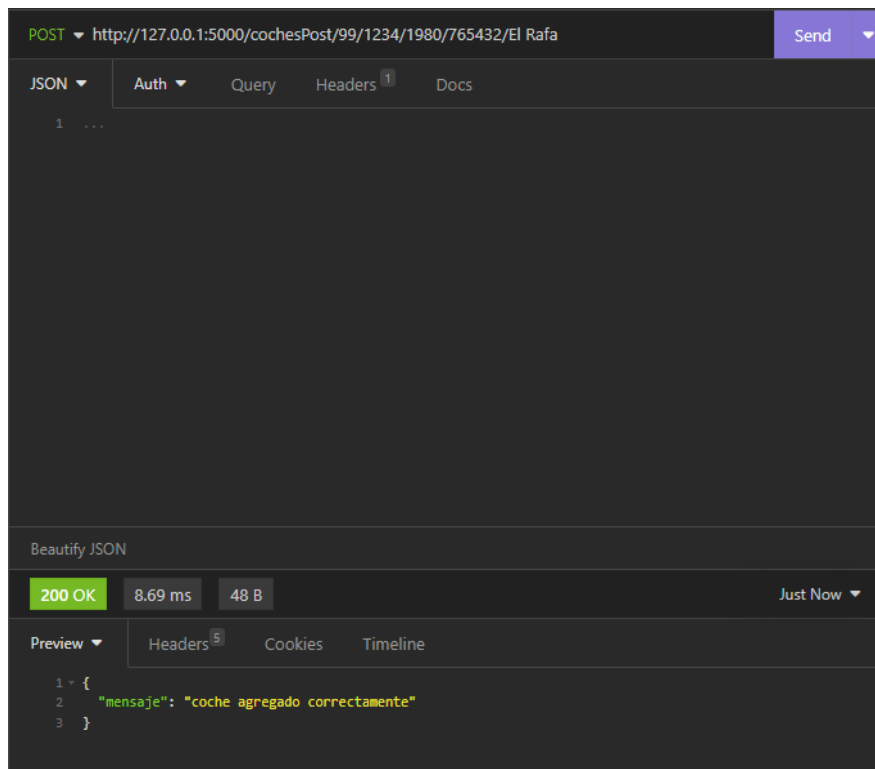 POST http://127.0.0.1:5000/cochesPost/99/1234/1980/765432/El Rafa Send
JSON Auth Query Headers 1 Docs
1 ...
Beautify JSON
200 OK 8.69 ms 48 B Just Now
Preview Headers 5 Cookies Timeline
1 {
2 "mensaje": "coche agregado correctamente"
3 }